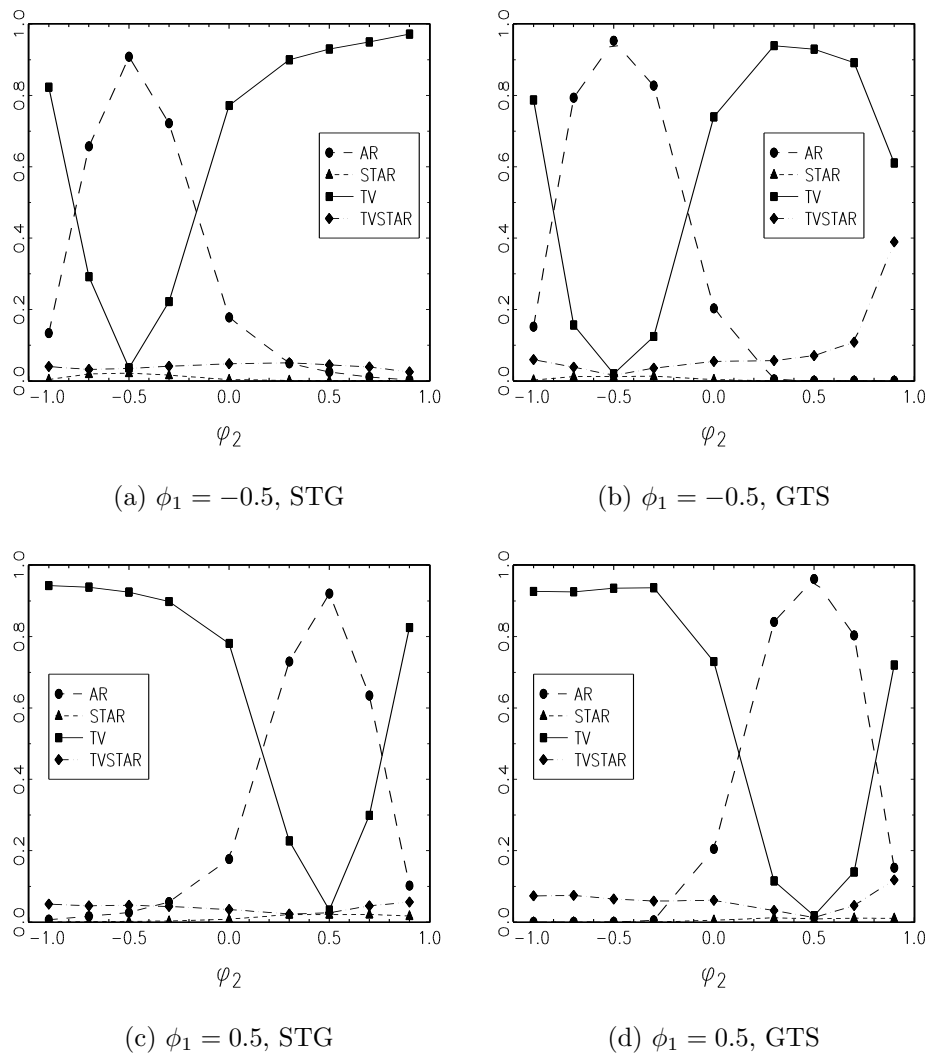 1.0
0.8
0.6
0.4
0.2
0.0
AR
STAR
TV
TVSTAR
−1.0 −0.5 0.0 0.5 1.0
φ2
(a) ϕ1 = −0.5, STG
1.0
0.8
0.6
0.4
0.2
0.0
AR
STAR
TV
TVSTAR
−1.0 −0.5 0.0 0.5 1.0
φ2
(b) ϕ1 = −0.5, GTS
1.0
0.8
0.6
0.4
0.2
0.0
AR
STAR
TV
TVSTAR
−1.0 −0.5 0.0 0.5 1.0
φ2
(c) ϕ1 = 0.5, STG
1.0
0.8
0.6
0.4
0.2
0.0
AR
STAR
TV
TVSTAR
−1.0 −0.5 0.0 0.5 1.0
φ2
(d) ϕ1 = 0.5, GTS